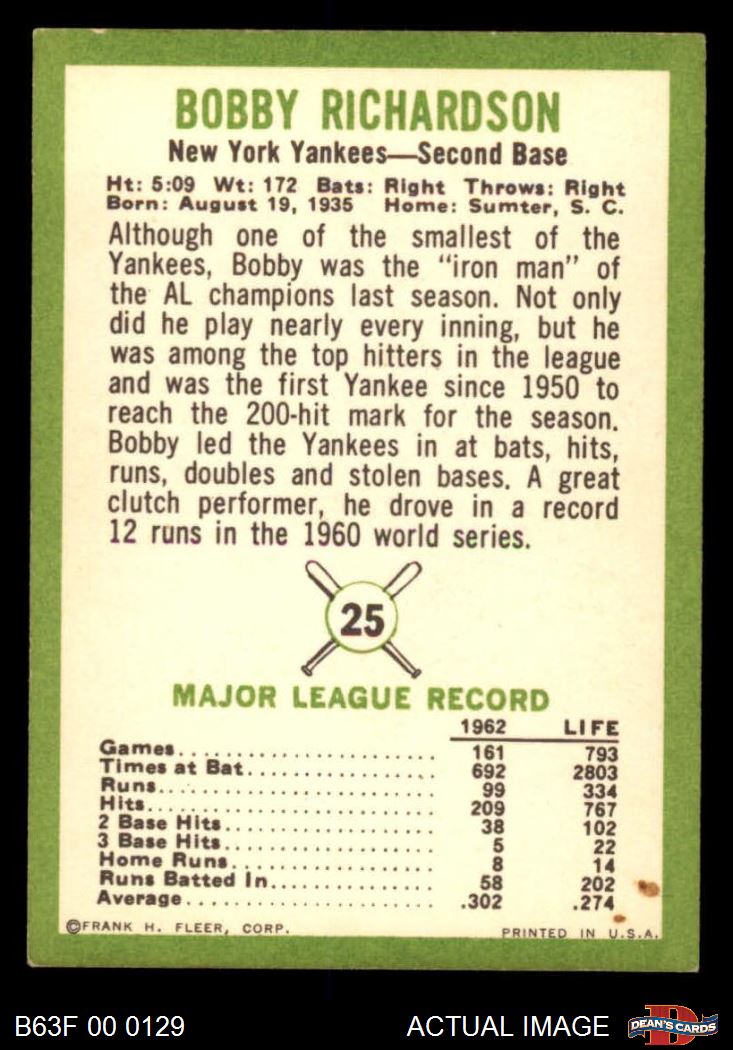 BOBBY RICHARDSON
New York Yankees—Second Base
Ht: 5:09 Wt: 172 Bats: Right Throws: Right
Born: August 19, 1935 Home: Sumter, S. C.
Although one of the smallest of the
Yankees, Bobby was the "iron man" of
the AL champions last season. Not only
did he play nearly every inning, but he
was among the top hitters in the league
and was the first Yankee since 1950 to
reach the 200-hit mark for the season.
Bobby led the Yankees in at bats, hits,
runs, doubles and stolen bases. A great
clutch performer, he drove in a record
12 runs in the 1960 world series.
25
MAJOR LEAGUE RECORD
1962 LIFE
Games 161 793
Times at Bat 692 2803
Runs 99 334
Hits 209 767
2 Base Hits 38 102
3 Base Hits 5 22
Home Runs 8 14
Runs Batted In 58 202
Average .302 .274
©FRANK H. FLEER, CORP. PRINTED IN U.S.A.
B63F 00 0129 ACTUAL IMAGE D DEAN'S CARDS